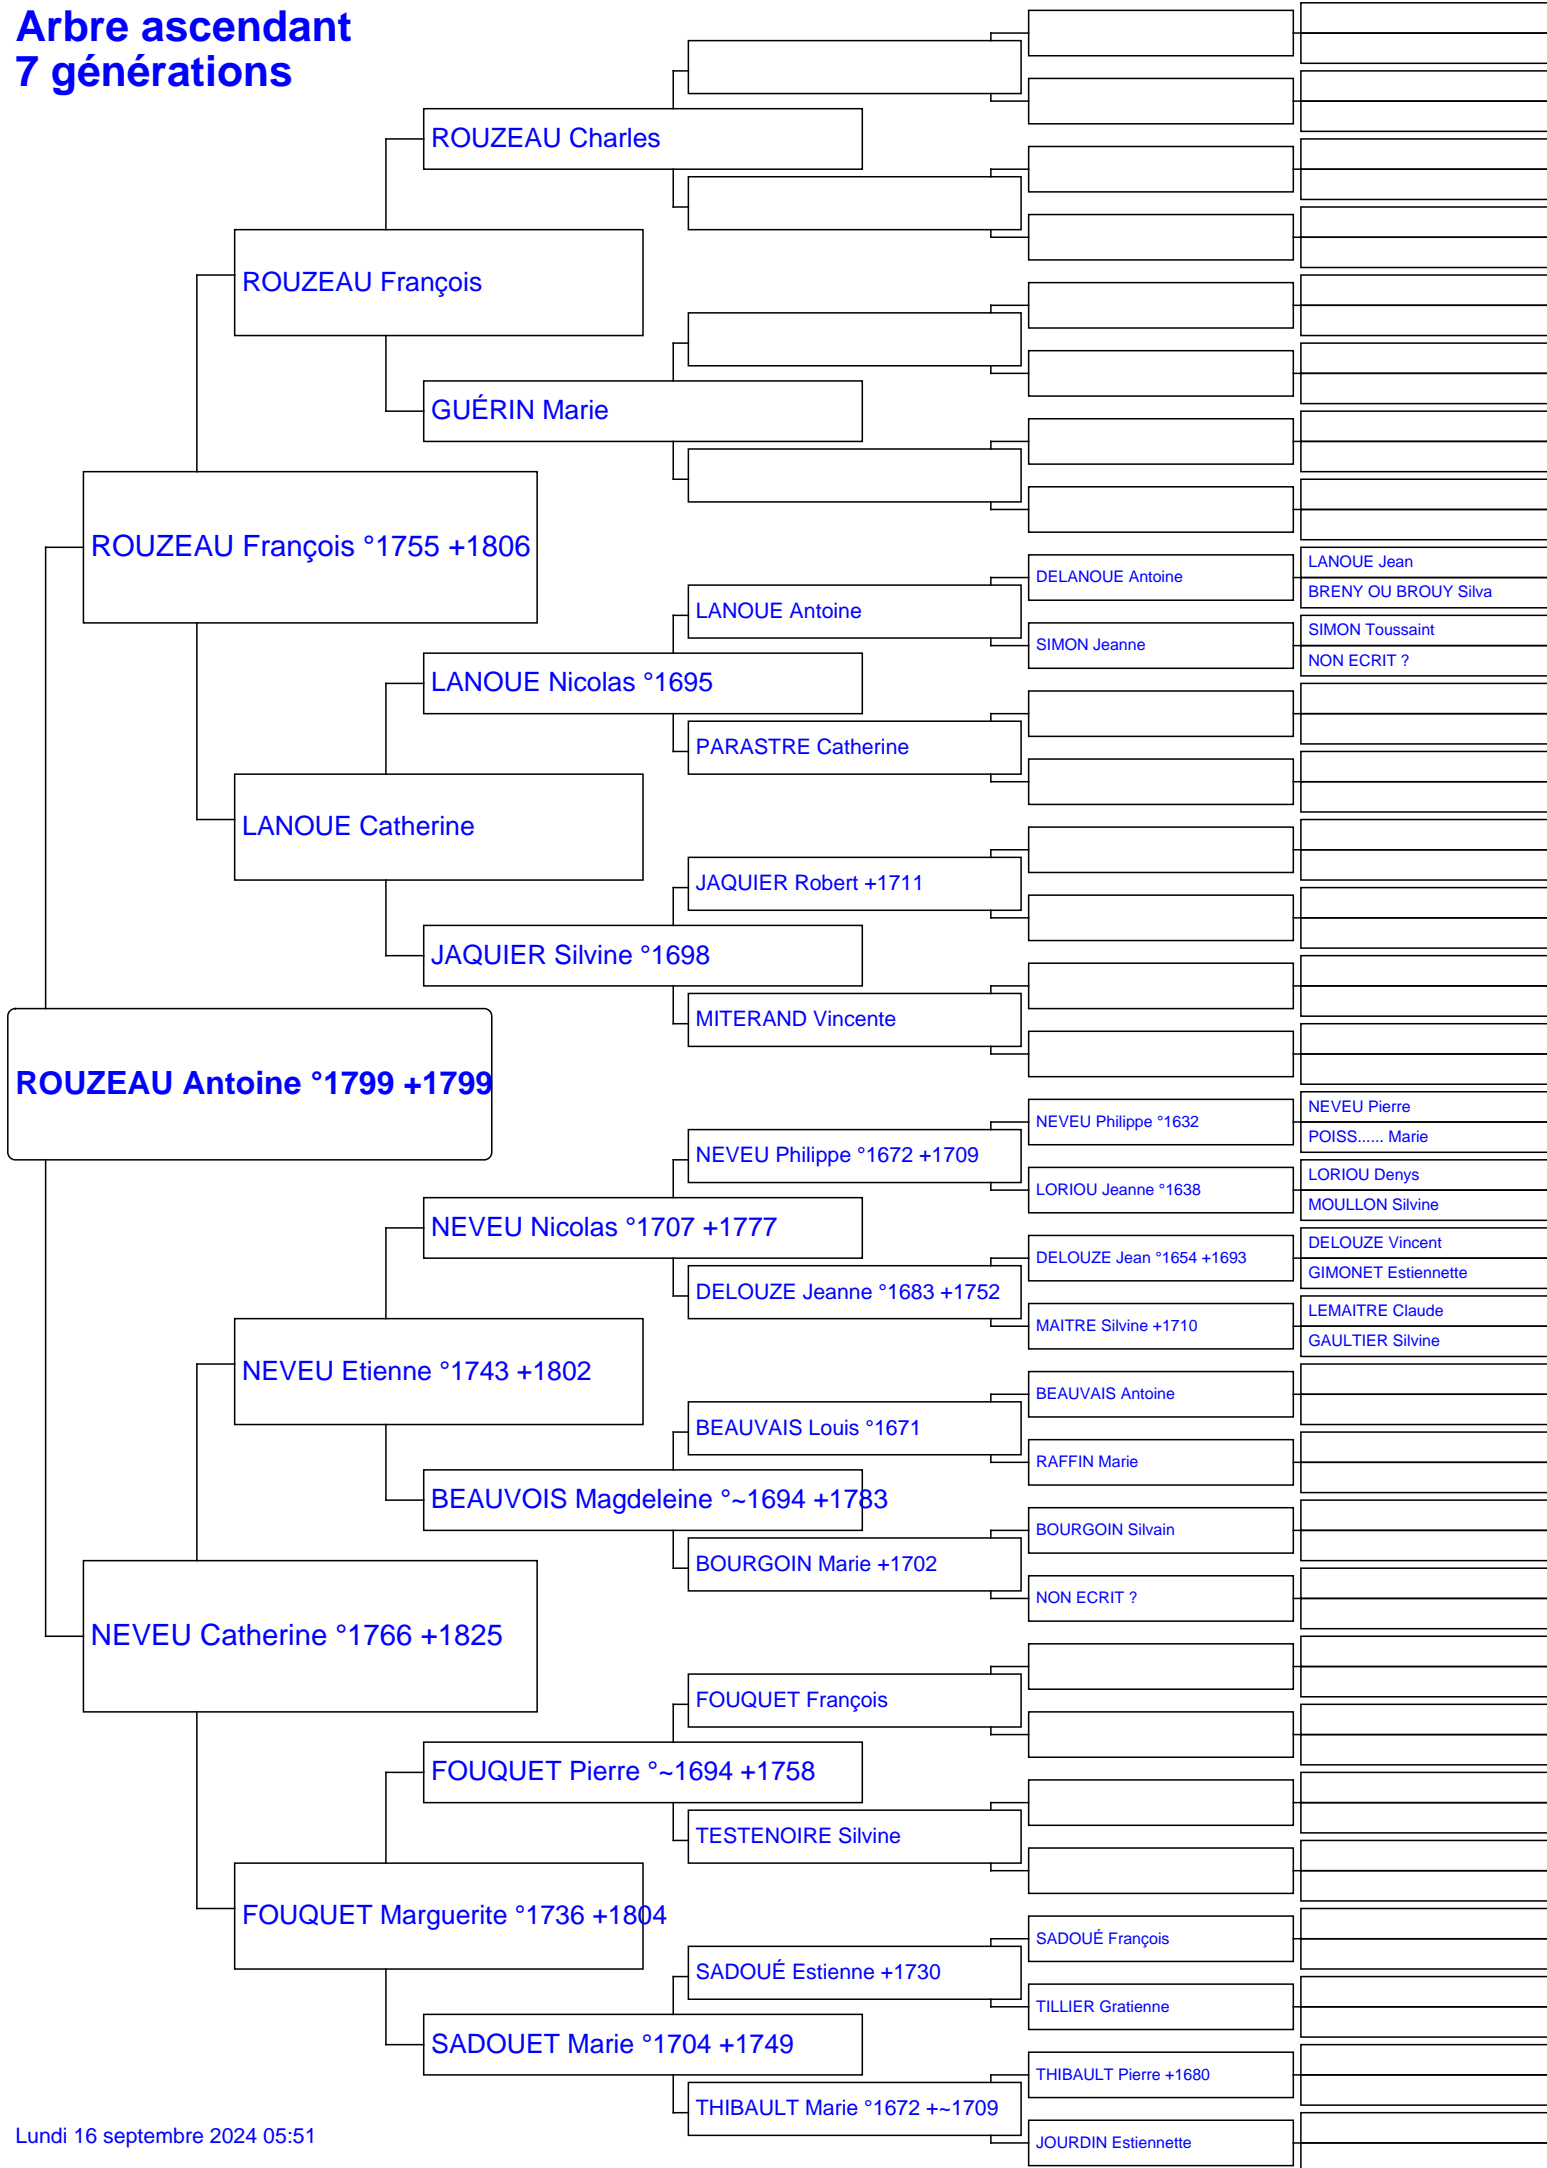 Arbre ascendant
7 générations
ROUZEAU Charles
ROUZEAU François
GUÉRIN Marie
ROUZEAU François °1755 +1806
LANOUE Jean
DELANOUE Antoine
BRENY OU BROUY Silva
LANOUE Antoine
SIMON Toussaint
SIMON Jeanne
NON ECRIT ?
LANOUE Nicolas °1695
PARASTRE Catherine
LANOUE Catherine
JAQUIER Robert +1711
JAQUIER Silvine °1698
MITERAND Vincente
ROUZEAU Antoine °1799 +1799
NEVEU Pierre
NEVEU Philippe °1632
POISS...... Marie
NEVEU Philippe °1672 +1709
LORIOU Denys
LORIOU Jeanne °1638
MOULLON Silvine
NEVEU Nicolas °1707 +1777
DELOUZE Vincent
DELOUZE Jean °1654 +1693
GIMONET Estiennette
DELOUZE Jeanne °1683 +1752
LEMAITRE Claude
MAITRE Silvine +1710
GAULTIER Silvine
NEVEU Etienne °1743 +1802
BEAUVAIS Antoine
BEAUVAIS Louis °1671
RAFFIN Marie
BEAUVOIS Magdeleine °~1694 +1783
BOURGOIN Silvain
BOURGOIN Marie +1702
NON ECRIT ?
NEVEU Catherine °1766 +1825
FOUQUET François
FOUQUET Pierre °~1694 +1758
TESTENOIRE Silvine
FOUQUET Marguerite °1736 +1804
SADOUÉ François
SADOUÉ Estienne +1730
TILLIER Gratienne
SADOUET Marie °1704 +1749
THIBAULT Pierre +1680
THIBAULT Marie °1672 +~1709
JOURDIN Estiennette
Lundi 16 septembre 2024 05:51